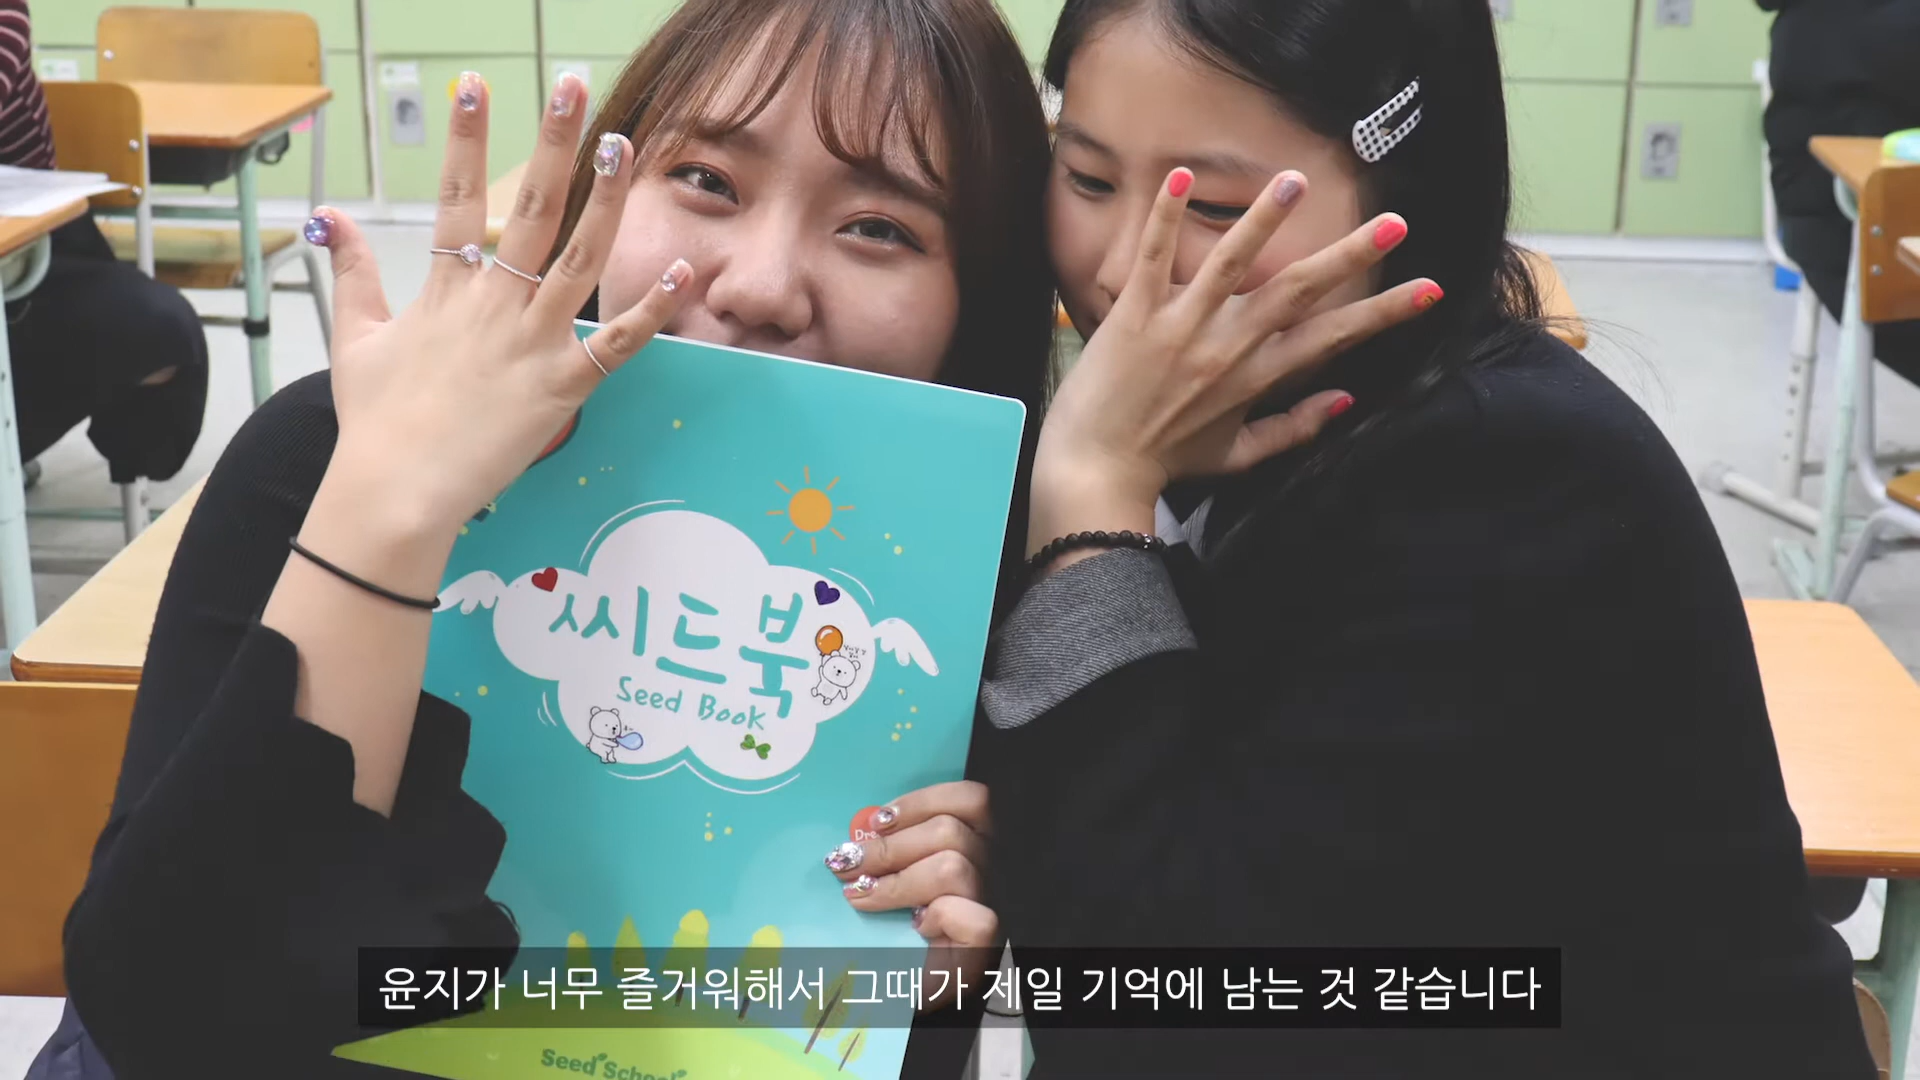 씨드북
Seed Book
Dre
윤지가 너무 즐거워해서 그때가 제일 기억에 남는 것 같습니다
Seed School